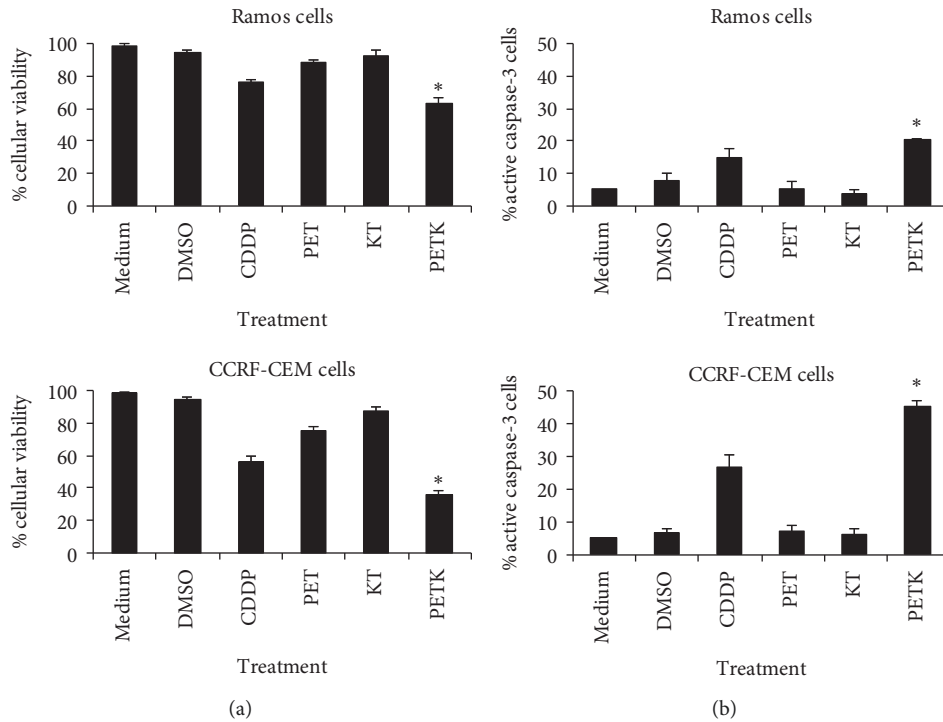 Ramos cells
% cellular viability
100
80
60
40
20
0
*
Medium
DMSO
CDDP
PET
KT
PETK
Treatment
CCRF-CEM cells
% cellular viability
100
80
60
40
20
0
*
Medium
DMSO
CDDP
PET
KT
PETK
Treatment
(a)
Ramos cells
% active caspase-3 cells
50
40
30
20
10
0
*
Medium
DMSO
CDDP
PET
KT
PETK
Treatment
CCRF-CEM cells
% active caspase-3 cells
50
40
30
20
10
0
*
Medium
DMSO
CDDP
PET
KT
PETK
Treatment
(b)